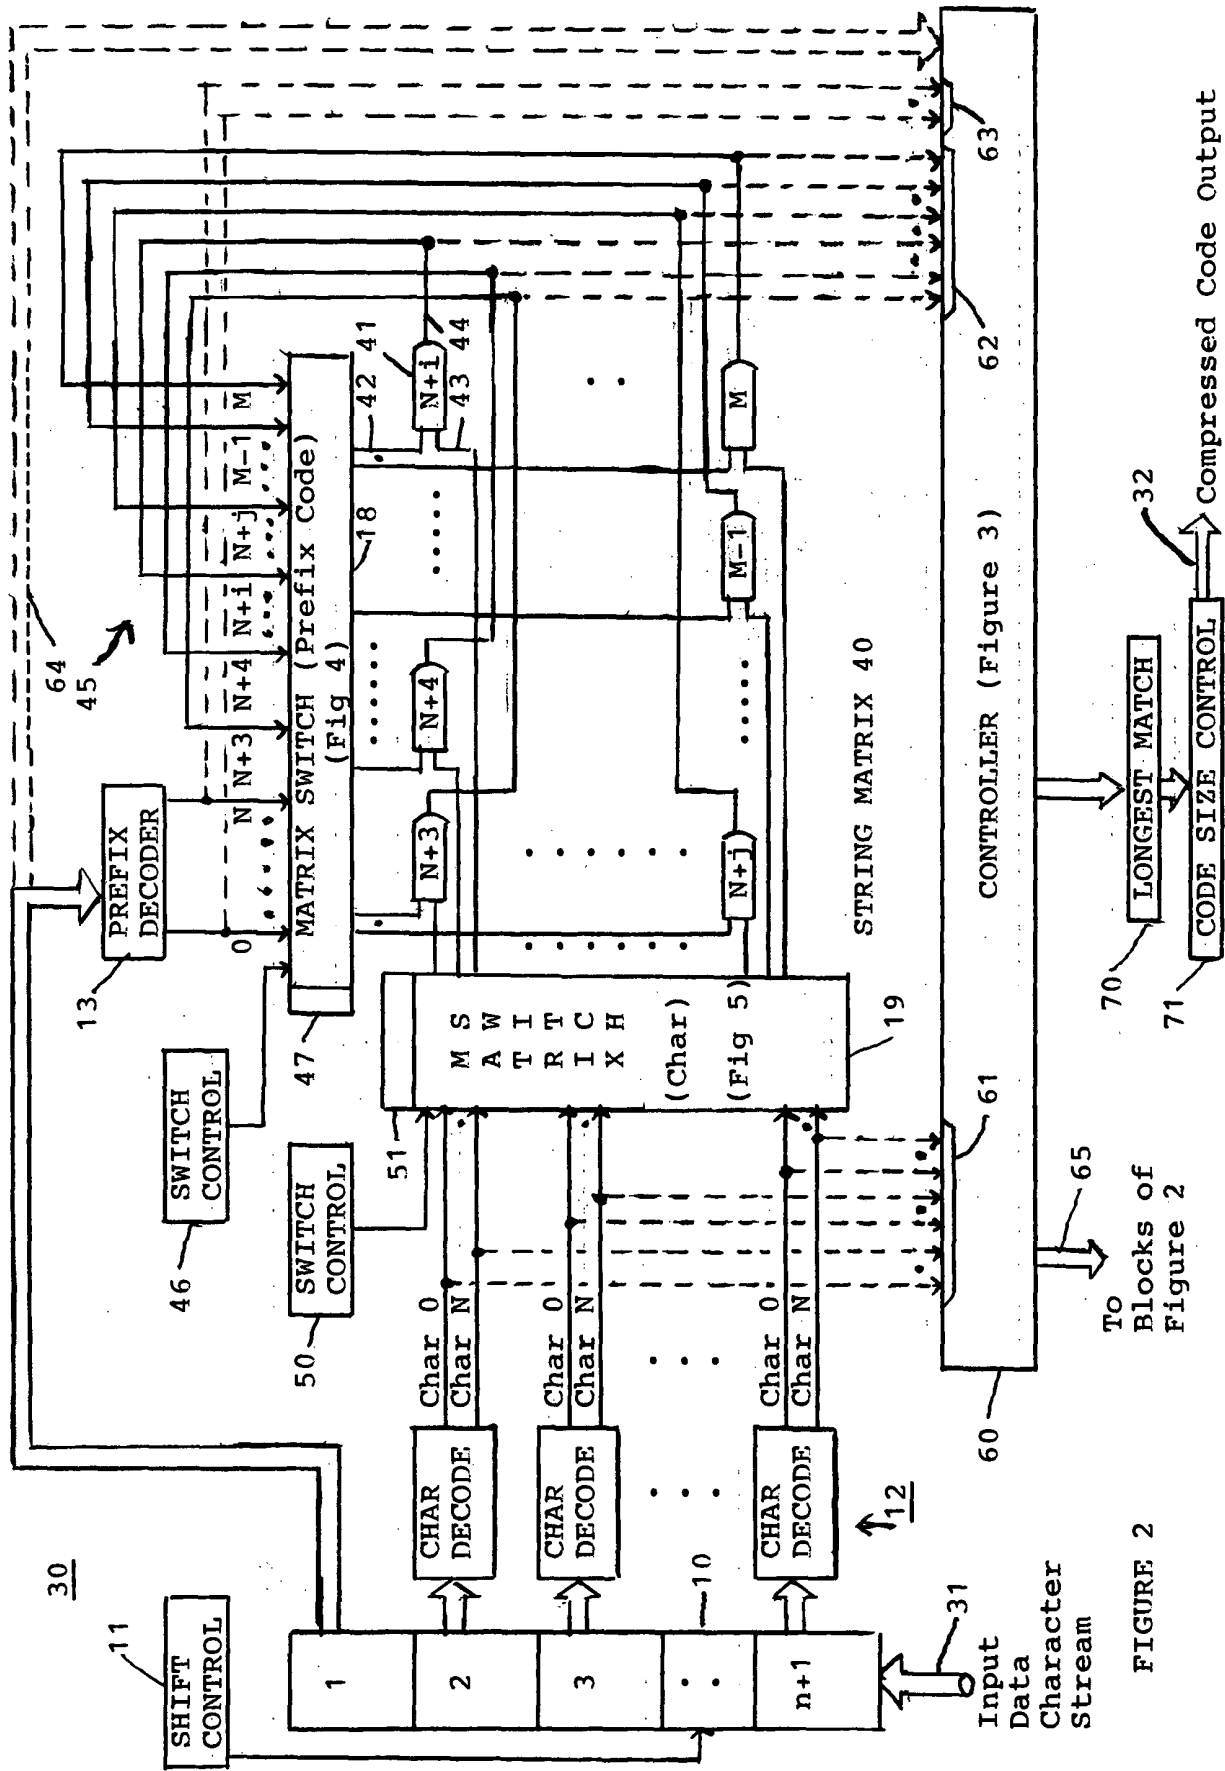 30
11
SHIFT
CONTROL
1
2
3
. .
n+1
10
31
Input
Data
Character
Stream
CHAR
DECODE
CHAR
DECODE
CHAR
DECODE
12
Char 0
Char N
Char 0
Char N
Char 0
Char N
46
SWITCH
CONTROL
50
SWITCH
CONTROL
13
PREFIX
DECODER
64
45
0
N
N+3
N+4
N+i
N+j
M-1
M
47
MATRIX SWITCH (Prefix Code)
(Fig 4)
18
51
M S
A W
T I
R T
I C
X H
(Char)
(Fig 5)
19
N+3
N+4
N+i
42
41
43
44
N+j
M-1
M
STRING MATRIX 40
61
62
63
60
CONTROLLER (Figure 3)
65
To
Blocks of
Figure 2
70
LONGEST MATCH
71
CODE SIZE CONTROL
32
Compressed Code Output
FIGURE 2